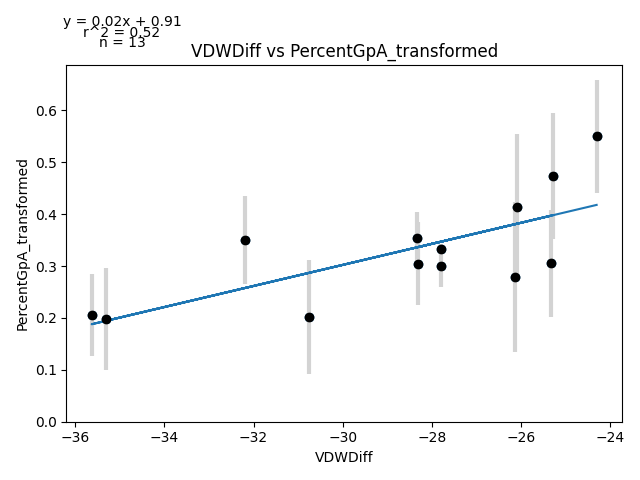 y = 0.02x + 0.91
r^2 = 0.52
n = 13
VDWDiff vs PercentGpA_transformed
PercentGpA_transformed
0.6
0.5
0.4
0.3
0.2
0.1
0.0
−36
−34
−32
−30
−28
−26
−24
VDWDiff